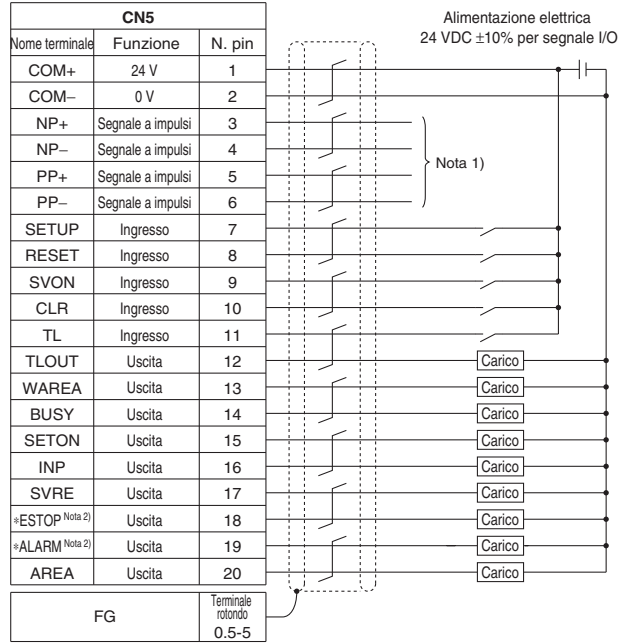 CN5
Alimentazione elettrica
24 VDC ±10% per segnale I/O
Nome terminale Funzione N. pin
COM+ 24 V 1
COM– 0 V 2
NP+ Segnale a impulsi 3
NP– Segnale a impulsi 4
PP+ Segnale a impulsi 5
PP– Segnale a impulsi 6
Nota 1)
SETUP Ingresso 7
RESET Ingresso 8
SVON Ingresso 9
CLR Ingresso 10
TL Ingresso 11
TLOUT Uscita 12 Carico
WAREA Uscita 13 Carico
BUSY Uscita 14 Carico
SETON Uscita 15 Carico
INP Uscita 16 Carico
SVRE Uscita 17 Carico
*ESTOP Nota 2) Uscita 18 Carico
*ALARM Nota 2) Uscita 19 Carico
AREA Uscita 20 Carico
FG Terminale rotondo 0.5-5